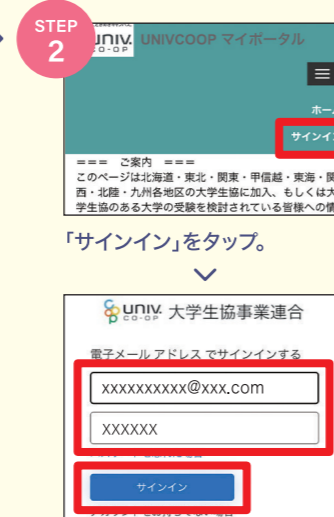 STEP
2
UNIV.
CO-OP
UNIVCOOP マイポータル
ホーム
サインイン
=== ご案内 ===
このページは北海道・東北・関東・甲信越・東海・関
西・北陸・九州各地区の大学生協に加入、もしくは大
学生協のある大学の受験を検討されている皆様への情
「サインイン」をタップ。
UNIV. CO-OP 大学生協事業連合
電子メール アドレス でサインインする
xxxxxxxxxx@xxx.com
XXXXXX
サインイン